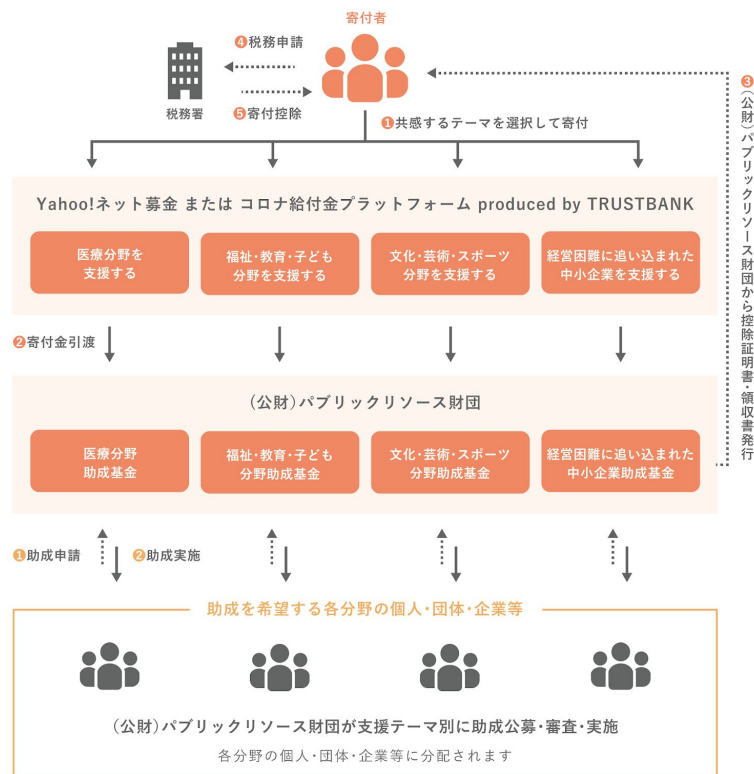 寄付者
❹税務申請
税務署
❺寄付控除
❶共感するテーマを選択して寄付
❸(公財)パブリックリソース財団から控除証明書・領収書発行
Yahoo!ネット募金 または コロナ給付金プラットフォーム produced by TRUSTBANK
医療分野を
支援する
福祉・教育・子ども
分野を支援する
文化・芸術・スポーツ
分野を支援する
経営困難に追い込まれた
中小企業を支援する
❷寄付金引渡
(公財)パブリックリソース財団
医療分野
助成基金
福祉・教育・子ども
分野助成基金
文化・芸術・スポーツ
分野助成基金
経営困難に追い込まれた
中小企業助成基金
❶助成申請
❷助成実施
助成を希望する各分野の個人・団体・企業等
(公財)パブリックリソース財団が支援テーマ別に助成公募・審査・実施
各分野の個人・団体・企業等に分配されます